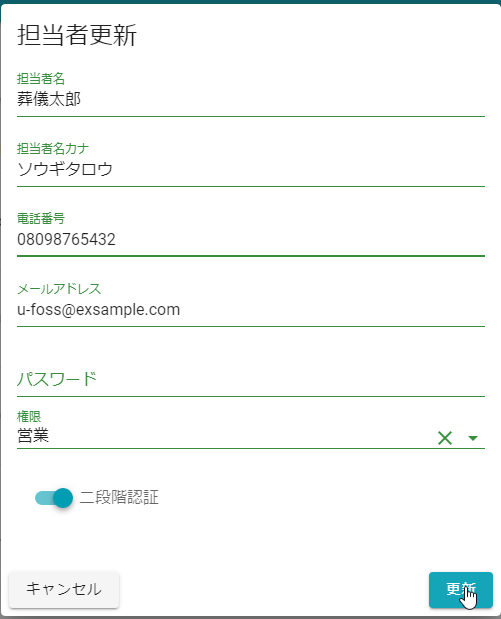 担当者更新
担当者名
葬儀太郎
担当者名カナ
ソウギタロウ
電話番号
08098765432
メールアドレス
u-foss@exsample.com
パスワード
権限
営業
二段階認証
キャンセル
更新